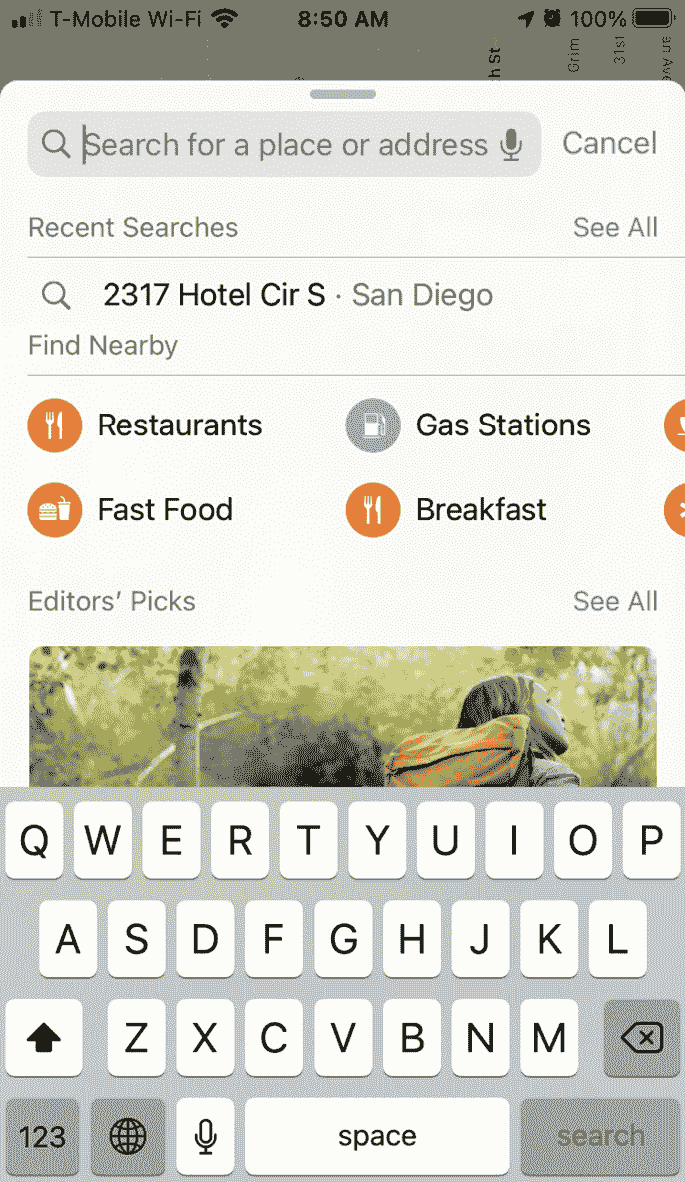 T-Mobile Wi-Fi 8:50 AM 100%
h St Grim 31st an Ave
Search for a place or address Cancel
Recent Searches See All
2317 Hotel Cir S · San Diego
Find Nearby
Restaurants Gas Stations
Fast Food Breakfast
Editors’ Picks See All
Q W E R T Y U I O P
A S D F G H J K L
Z X C V B N M
123 space search